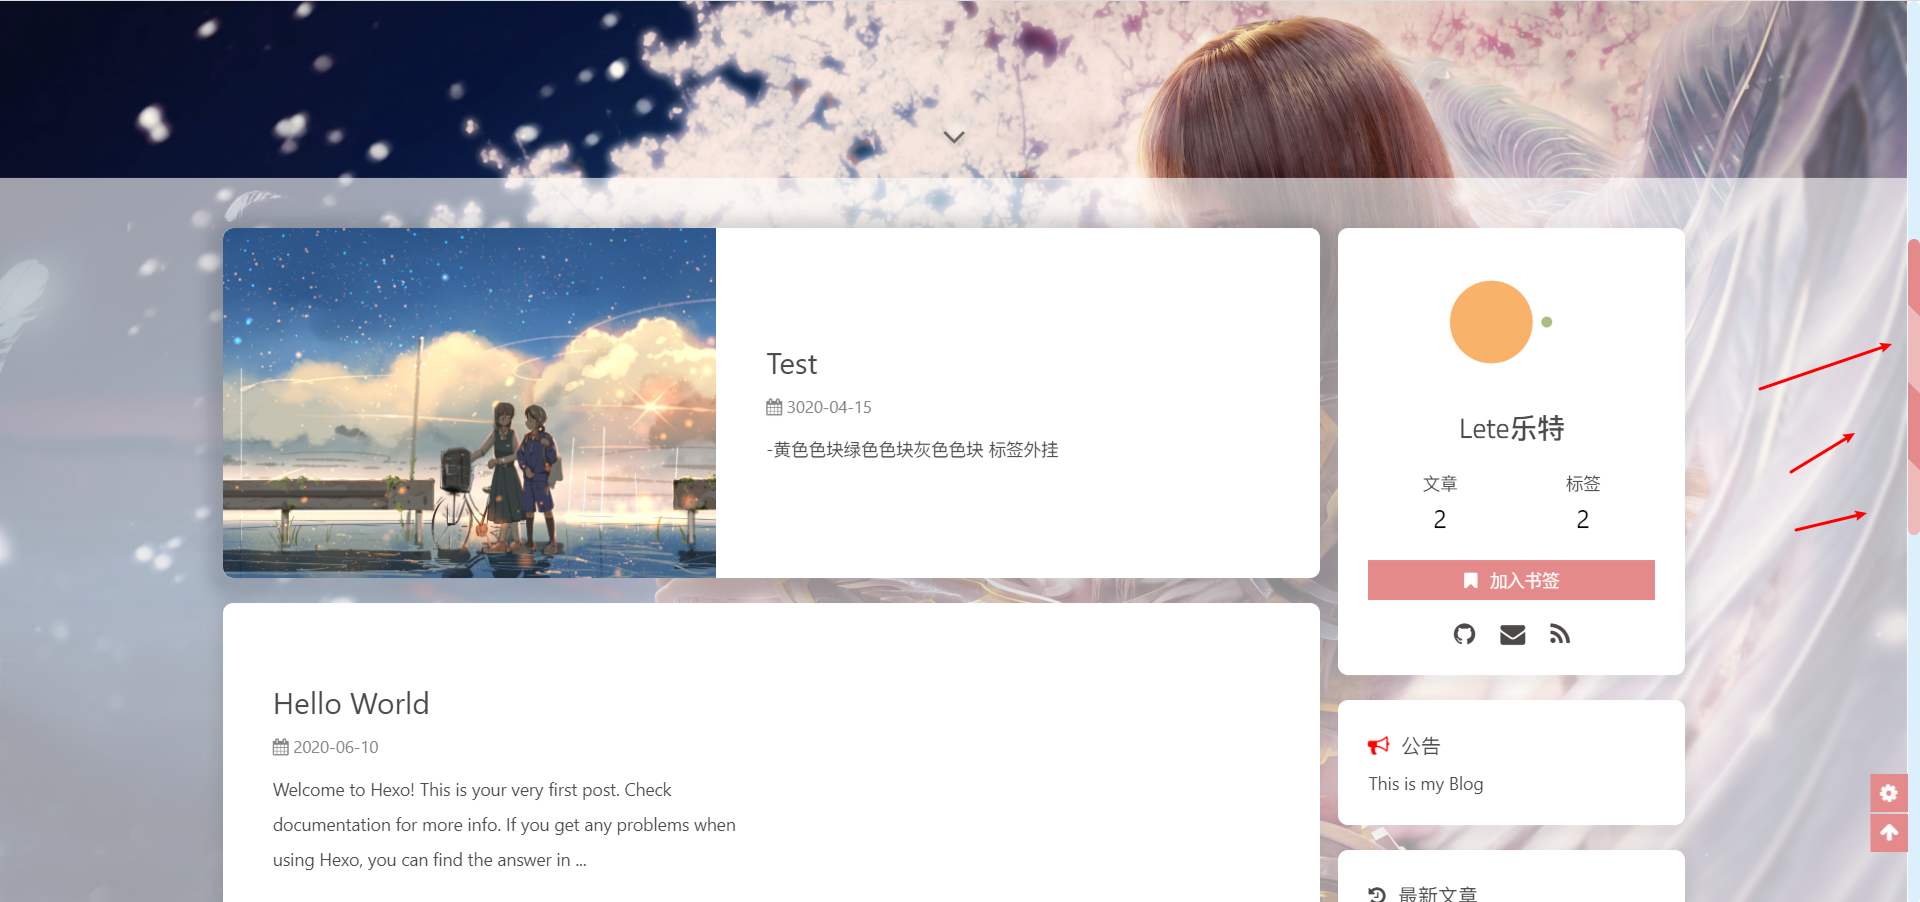 Test
3020-04-15
-黄色色块绿色色块灰色色块 标签外挂
Hello World
2020-06-10
Welcome to Hexo! This is your very first post. Check
documentation for more info. If you get any problems when
using Hexo, you can find the answer in ...
Lete乐特
文章
标签
2
2
加入书签
公告
This is my Blog
最新文章